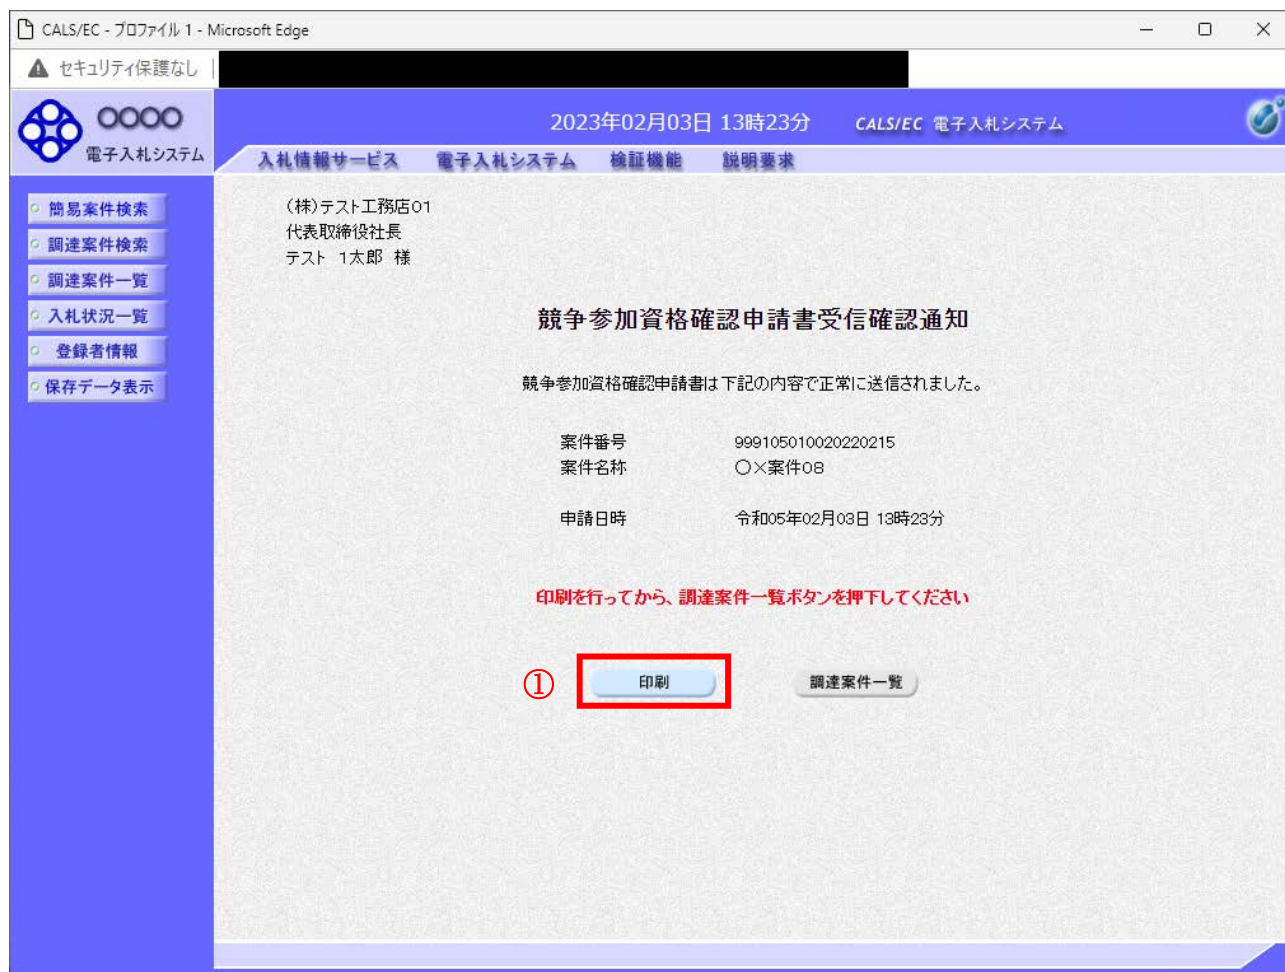 CALS/EC - プロファイル 1 - Microsoft Edge
セキュリティ保護なし
〇〇〇〇
電子入札システム
2023年02月03日 13時23分 CALS/EC 電子入札システム
入札情報サービス 電子入札システム 検証機能 説明要求
簡易案件検索
調達案件検索
調達案件一覧
入札状況一覧
登録者情報
保存データ表示
(株)テスト工務店01
代表取締役社長
テスト 1太郎 様
競争参加資格確認申請書受信確認通知
競争参加資格確認申請書は下記の内容で正常に送信されました。
案件番号 999105010020220215
案件名称 〇×案件08
申請日時 令和05年02月03日 13時23分
印刷を行ってから、調達案件一覧ボタンを押下してください
① 印刷 調達案件一覧